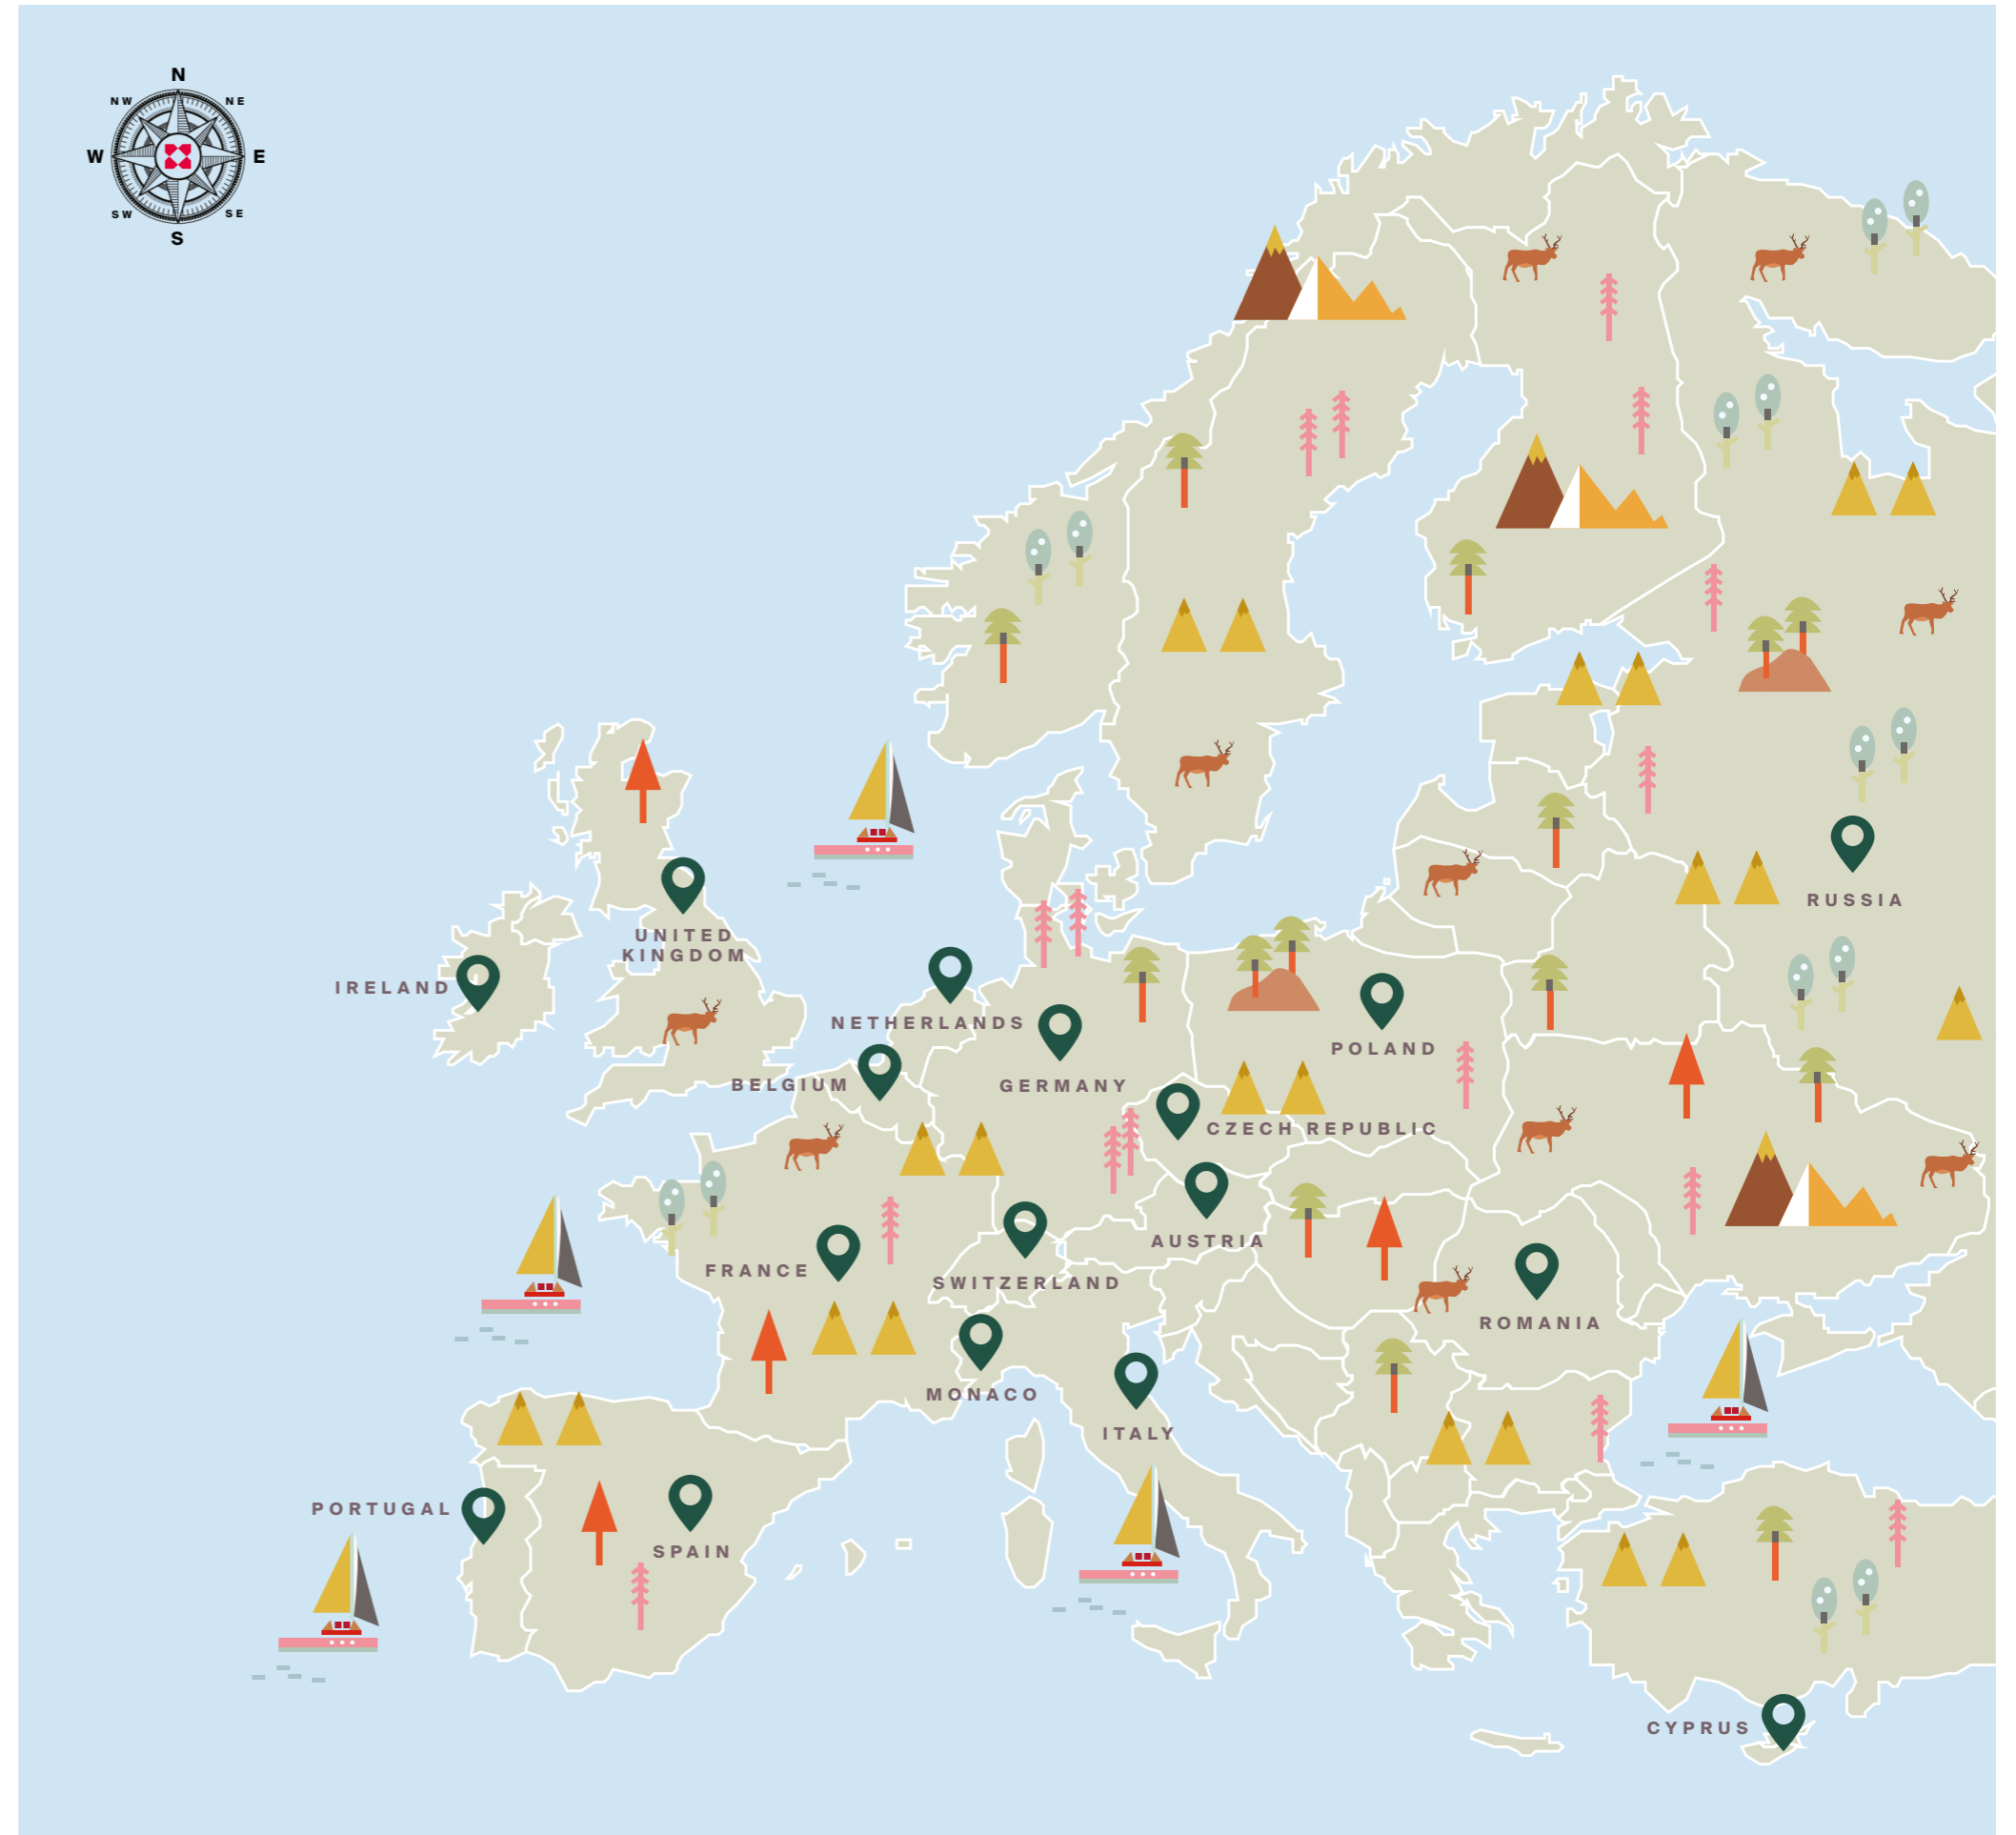 N
NW
NE
W
E
SW
SE
S
RUSSIA
UNITED
KINGDOM
IRELAND
NETHERLANDS
POLAND
BELGIUM
GERMANY
CZECH REPUBLIC
AUSTRIA
FRANCE
SWITZERLAND
ROMANIA
MONACO
ITALY
PORTUGAL
SPAIN
CYPRUS